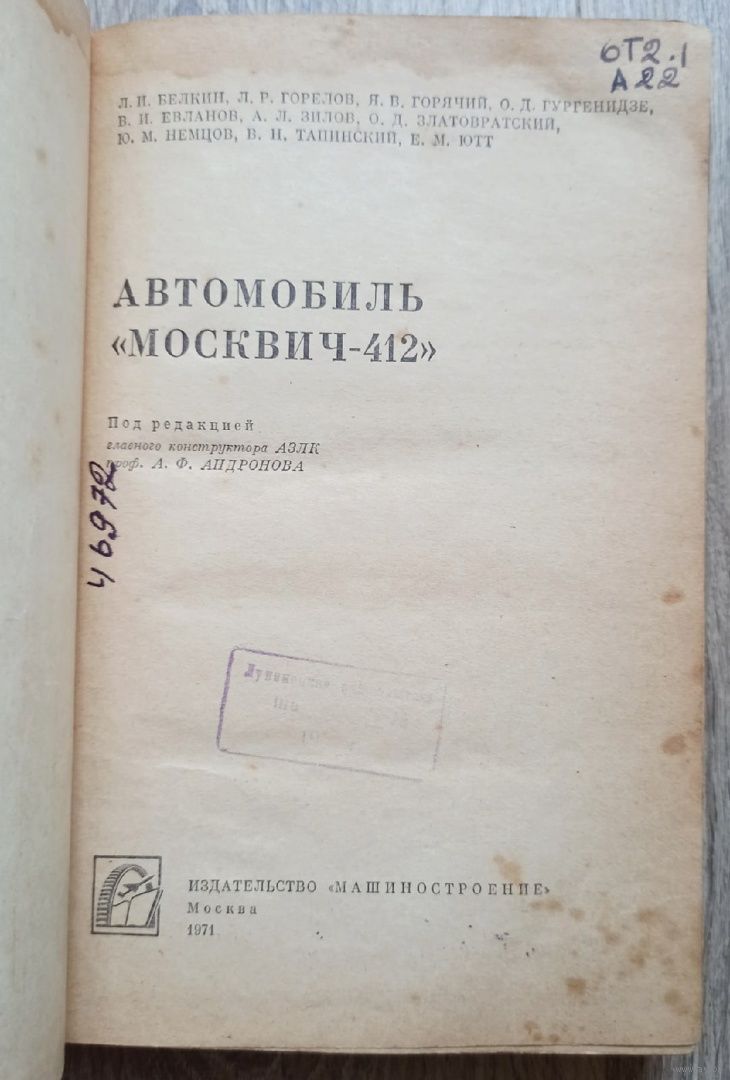 6Т2.1
А22
Л. И. БЕЛКИН, Л. Р. ГОРЕЛОВ, Я. В. ГОРЯЧИЙ, О. Д. ГУРГЕНИДЗЕ,
В. И. ЕВЛАНОВ, А. Л. ЗИЛОВ, О. Д. ЗЛАТОВРАТСКИЙ,
Ю. М. НЕМЦОВ, В. Н. ТАПИНСКИЙ, Е. М. ЮТТ
АВТОМОБИЛЬ
«МОСКВИЧ-412»
Под редакцией
главного конструктора АЗЛК
проф. А. Ф. АНДРОНОВА
46972
ИЗДАТЕЛЬСТВО «МАШИНОСТРОЕНИЕ»
Москва
1971